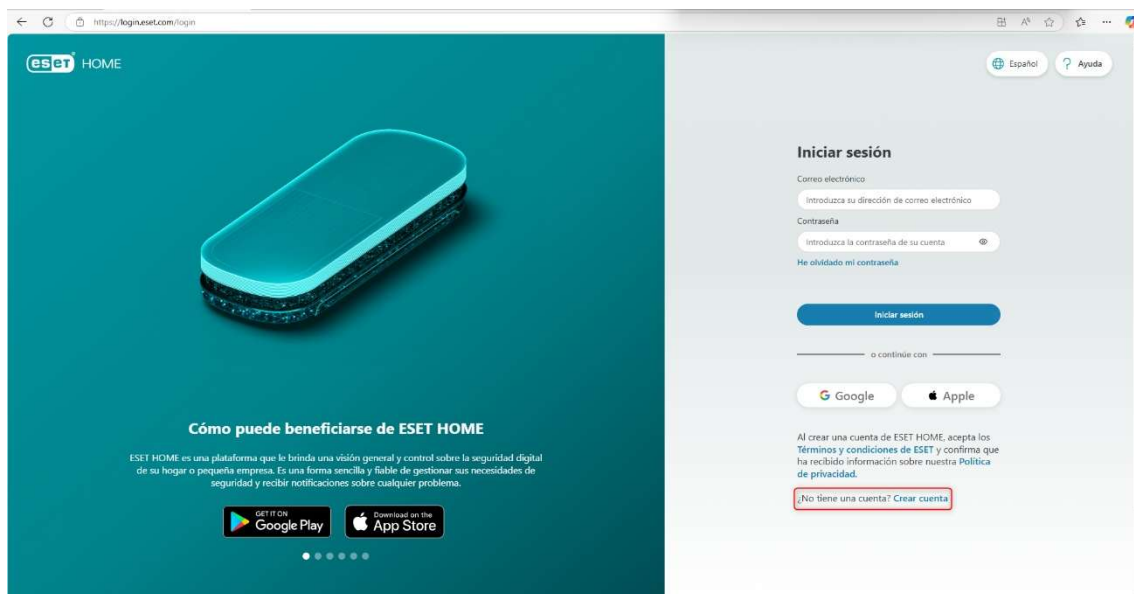 https://login.eset.com/login
eset HOME
Español
Ayuda
Iniciar sesión
Correo electrónico
Introduzca su dirección de correo electrónico
Contraseña
Introduzca la contraseña de su cuenta
He olvidado mi contraseña
Iniciar sesión
o continúe con
Google
Apple
Al crear una cuenta de ESET HOME, acepta los
Términos y condiciones de ESET y confirma que
ha recibido información sobre nuestra Política
de privacidad.
¿No tiene una cuenta? Crear cuenta
Cómo puede beneficiarse de ESET HOME
ESET HOME es una plataforma que le brinda una visión general y control sobre la seguridad digital
de su hogar o pequeña empresa. Es una forma sencilla y fiable de gestionar sus necesidades de
seguridad y recibir notificaciones sobre cualquier problema.
GET IT ON
Google Play
Download on the
App Store